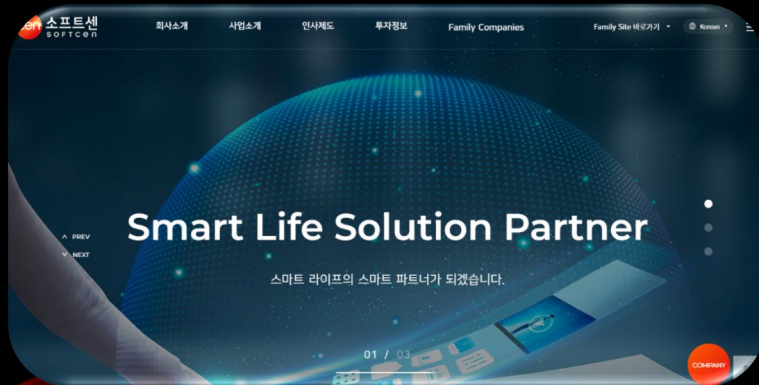 cen 소프트센
SOFTCEN
회사소개 사업소개 인사제도 투자정보 Family Companies Family Site 바로가기 Korean
PREV
NEXT
Smart Life Solution Partner
스마트 라이프의 스마트 파트너가 되겠습니다.
01 / 03
COMPANY